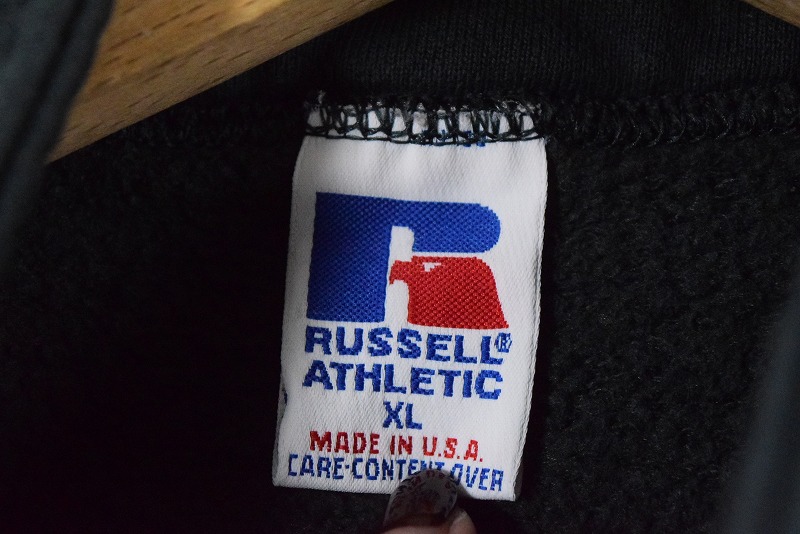 RUSSELL®
ATHLETIC
XL
MADE IN U.S.A.
CARE-CONTENT OVER